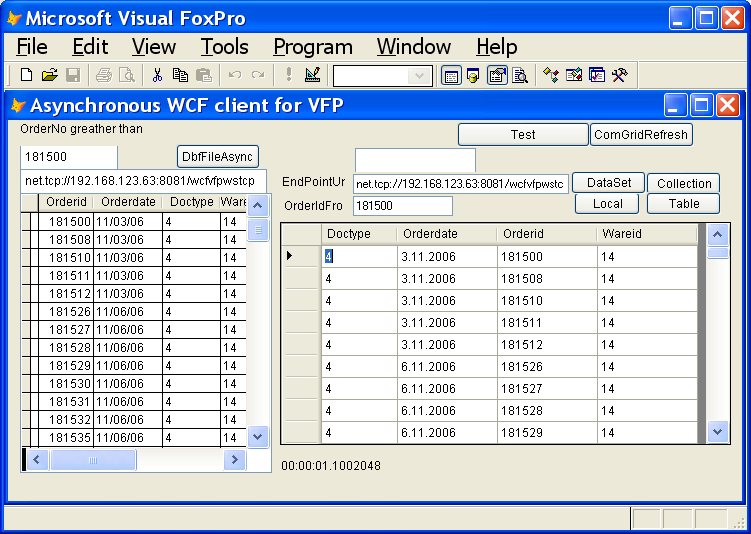 Microsoft Visual FoxPro
File Edit View Tools Program Window Help
Asynchronous WCF client for VFP
OrderNo greather than
Test ComGridRefresh
181500 DbfFileAsync
net.tcp://192.168.123.63:8081/wcfvfpwstcp
EndPointUr net.tcp://192.168.123.63:8081/wcfvfpwstc DataSet Collection
OrderIdFro 181500 Local Table
Orderid Orderdate Doctype Ware
181500 11/03/06 4 14
181508 11/03/06 4 14
181510 11/03/06 4 14
181511 11/03/06 4 14
181512 11/03/06 4 14
181526 11/06/06 4 14
181527 11/06/06 4 14
181528 11/06/06 4 14
181529 11/06/06 4 14
181530 11/06/06 4 14
181531 11/06/06 4 14
181532 11/06/06 4 14
181535 11/06/06 4 14
Doctype Orderdate Orderid Wareid
4 3.11.2006 181500 14
4 3.11.2006 181508 14
4 3.11.2006 181510 14
4 3.11.2006 181511 14
4 3.11.2006 181512 14
4 6.11.2006 181526 14
4 6.11.2006 181527 14
4 6.11.2006 181528 14
4 6.11.2006 181529 14
00:00:01.1002048